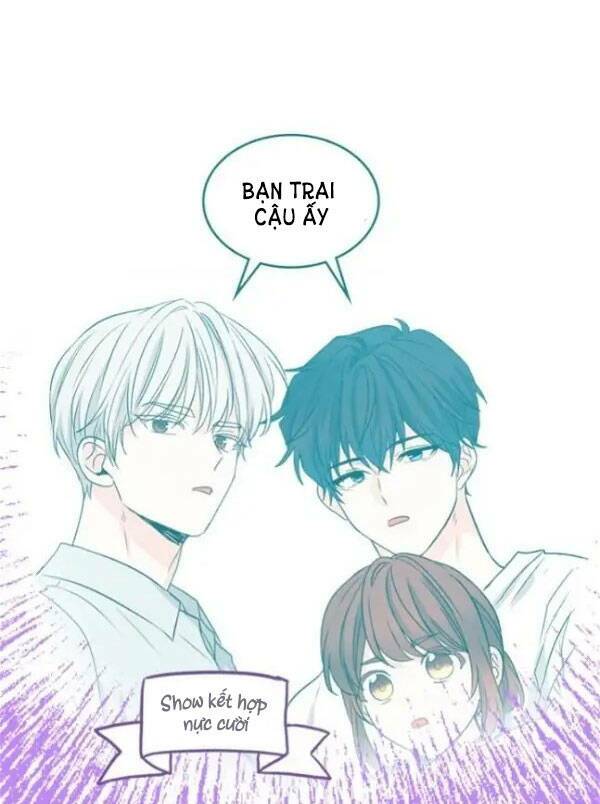 BẠN TRAI
CẬU ẤY
Show kết hợp
nực cười